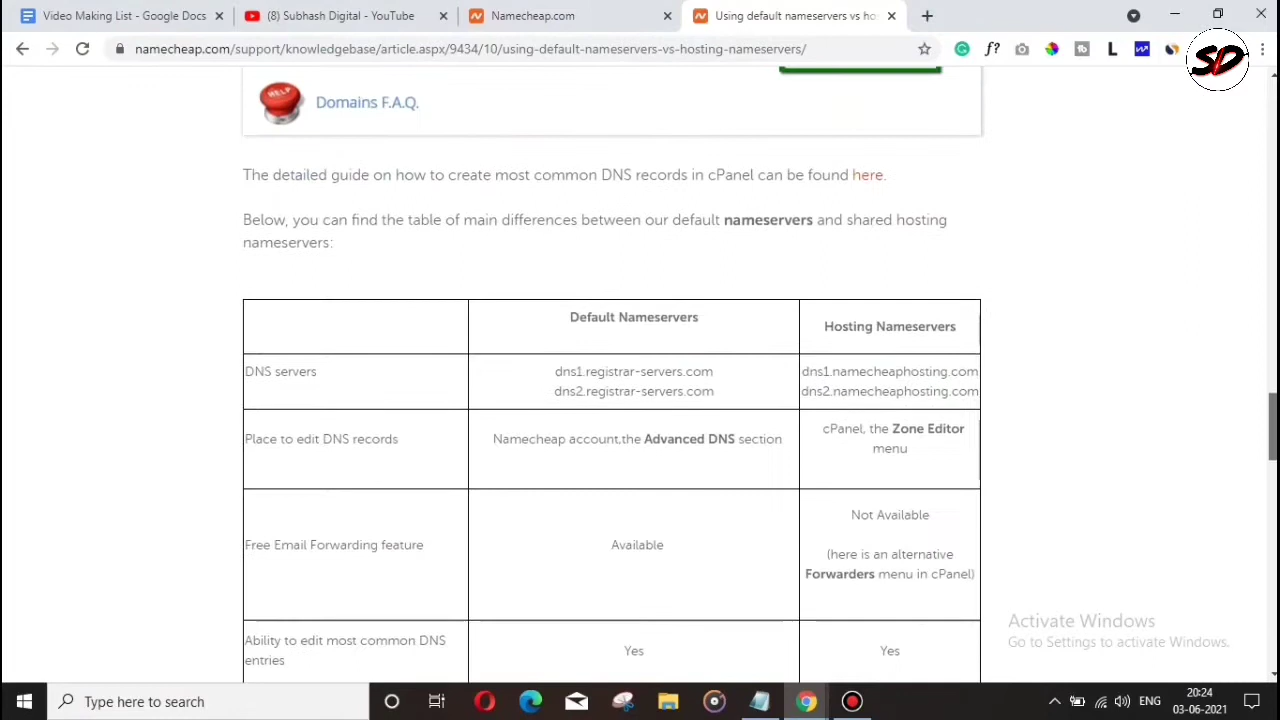 Video Making List - Google Docs
(8) Subhash Digital - YouTube
Namecheap.com
Using default nameservers vs ho
namecheap.com/support/knowledgebase/article.aspx/9434/10/using-default-nameservers-vs-hosting-nameservers/
f?
L
SD
HELP
Domains F.A.Q.
The detailed guide on how to create most common DNS records in cPanel can be found here.
Below, you can find the table of main differences between our default nameservers and shared hosting
nameservers:
Default Nameservers
Hosting Nameservers
DNS servers
dns1.registrar-servers.com
dns2.registrar-servers.com
dns1.namecheaphosting.com
dns2.namecheaphosting.com
Place to edit DNS records
Namecheap account,the Advanced DNS section
cPanel, the Zone Editor
menu
Free Email Forwarding feature
Available
Not Available
(here is an alternative
Forwarders menu in cPanel)
Ability to edit most common DNS
entries
Yes
Yes
Activate Windows
Go to Settings to activate Windows.
Type here to search
ENG
20:24
03-06-2021